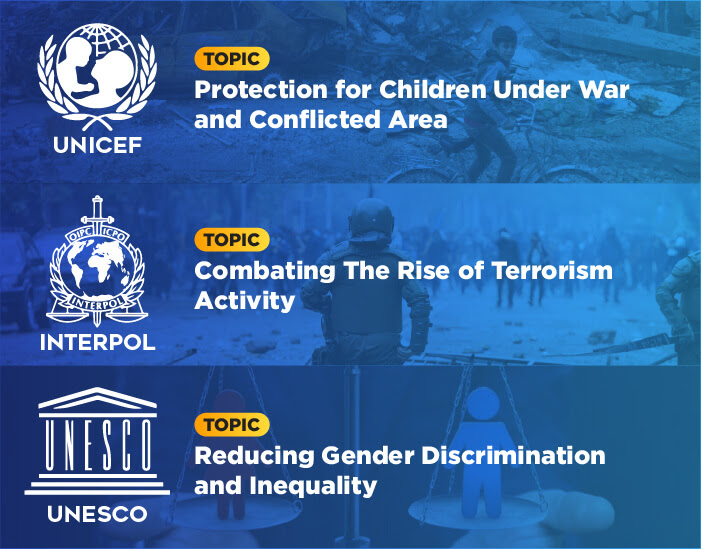 TOPIC
Protection for Children Under War
and Conflicted Area
UNICEF
OIPC ICPO
INTERPOL
TOPIC
Combating The Rise of Terrorism
Activity
INTERPOL
UNESCO
TOPIC
Reducing Gender Discrimination
and Inequality
UNESCO